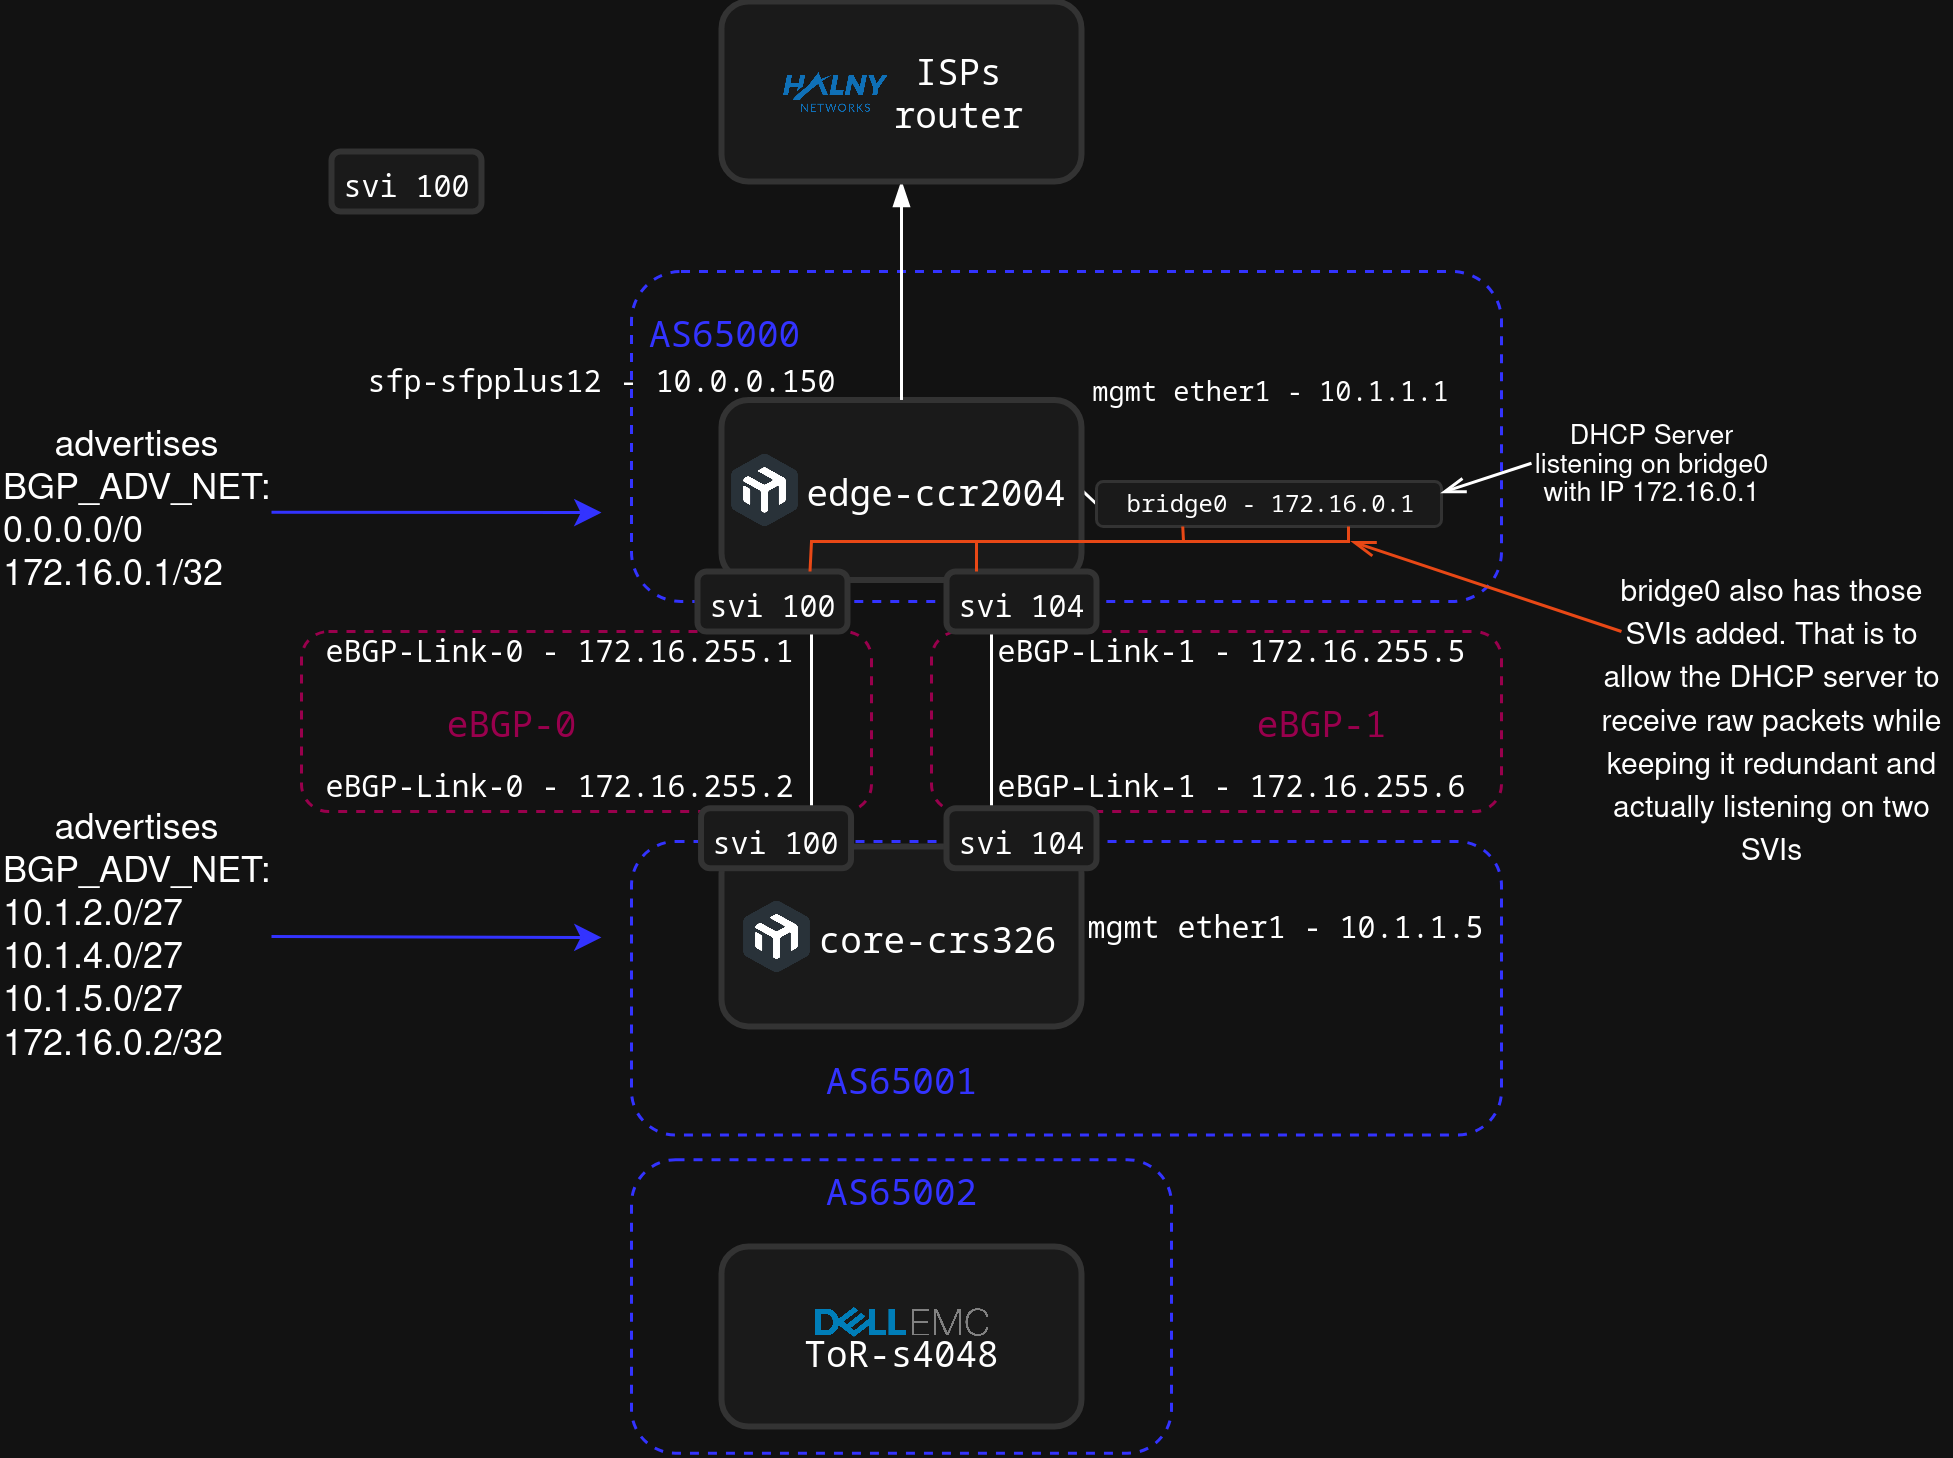 HALNY
NETWORKS
ISPs
router
svi 100
AS65000
sfp-sfpplus12 - 10.0.0.150
mgmt ether1 - 10.1.1.1
advertises
BGP_ADV_NET:
0.0.0.0/0
172.16.0.1/32
edge-ccr2004
bridge0 - 172.16.0.1
DHCP Server
listening on bridge0
with IP 172.16.0.1
svi 100
svi 104
bridge0 also has those
SVIs added. That is to
allow the DHCP server to
receive raw packets while
keeping it redundant and
actually listening on two
SVIs
eBGP-Link-0 - 172.16.255.1
eBGP-Link-1 - 172.16.255.5
eBGP-0
eBGP-1
eBGP-Link-0 - 172.16.255.2
eBGP-Link-1 - 172.16.255.6
svi 100
svi 104
advertises
BGP_ADV_NET:
10.1.2.0/27
10.1.4.0/27
10.1.5.0/27
172.16.0.2/32
core-crs326
mgmt ether1 - 10.1.1.5
AS65001
AS65002
DELLEMC
ToR-s4048